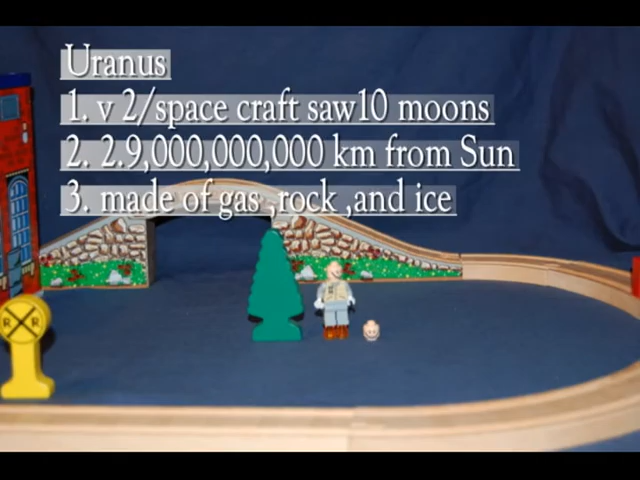 Uranus
1. v 2/space craft saw10 moons
2. 2.9,000,000,000 km from Sun
3. made of gas ,rock ,and ice
R R